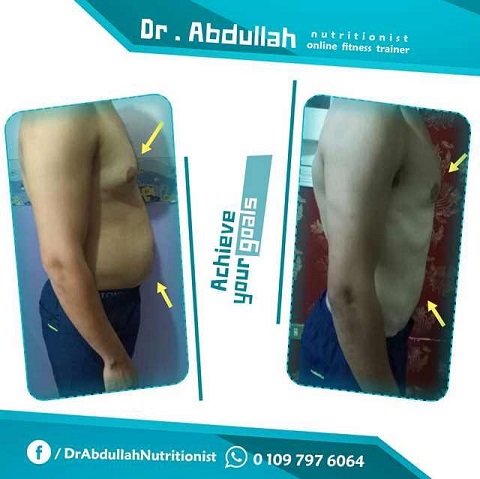 Dr . Abdullah
nutritionist
online fitness trainer
Achieve
your goals
/DrAbdullahNutritionist
0 109 797 6064